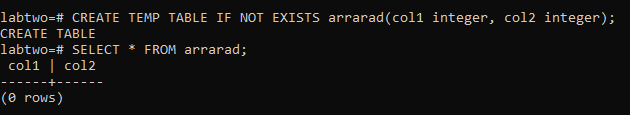 labtwo=# CREATE TEMP TABLE IF NOT EXISTS arrarad(col1 integer, col2 integer);
CREATE TABLE
labtwo=# SELECT * FROM arrarad;
 col1 | col2
------+------
(0 rows)